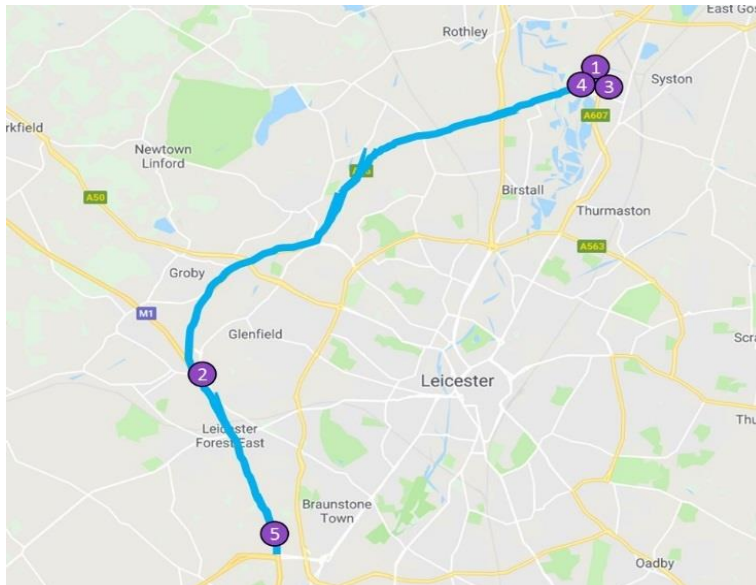 East Gos
Rothley
1
4
3
Syston
A607
rkfield
Newtown
Linford
A50
Birstall
Thurmaston
A563
Groby
M1
Glenfield
Scra
2
Leicester
Leicester
Forest East
Thu
5
Braunstone
Town
Oadby